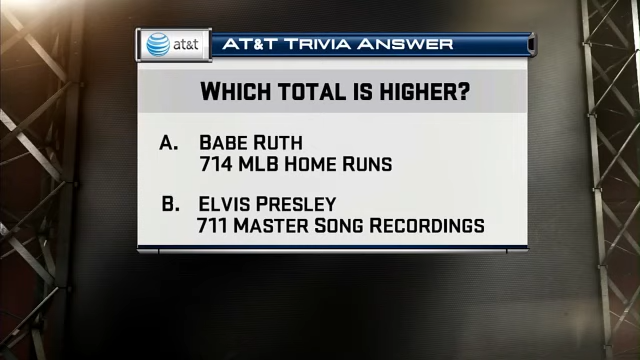 at&t
AT&T TRIVIA ANSWER
WHICH TOTAL IS HIGHER?
A. BABE RUTH
714 MLB HOME RUNS
B. ELVIS PRESLEY
711 MASTER SONG RECORDINGS